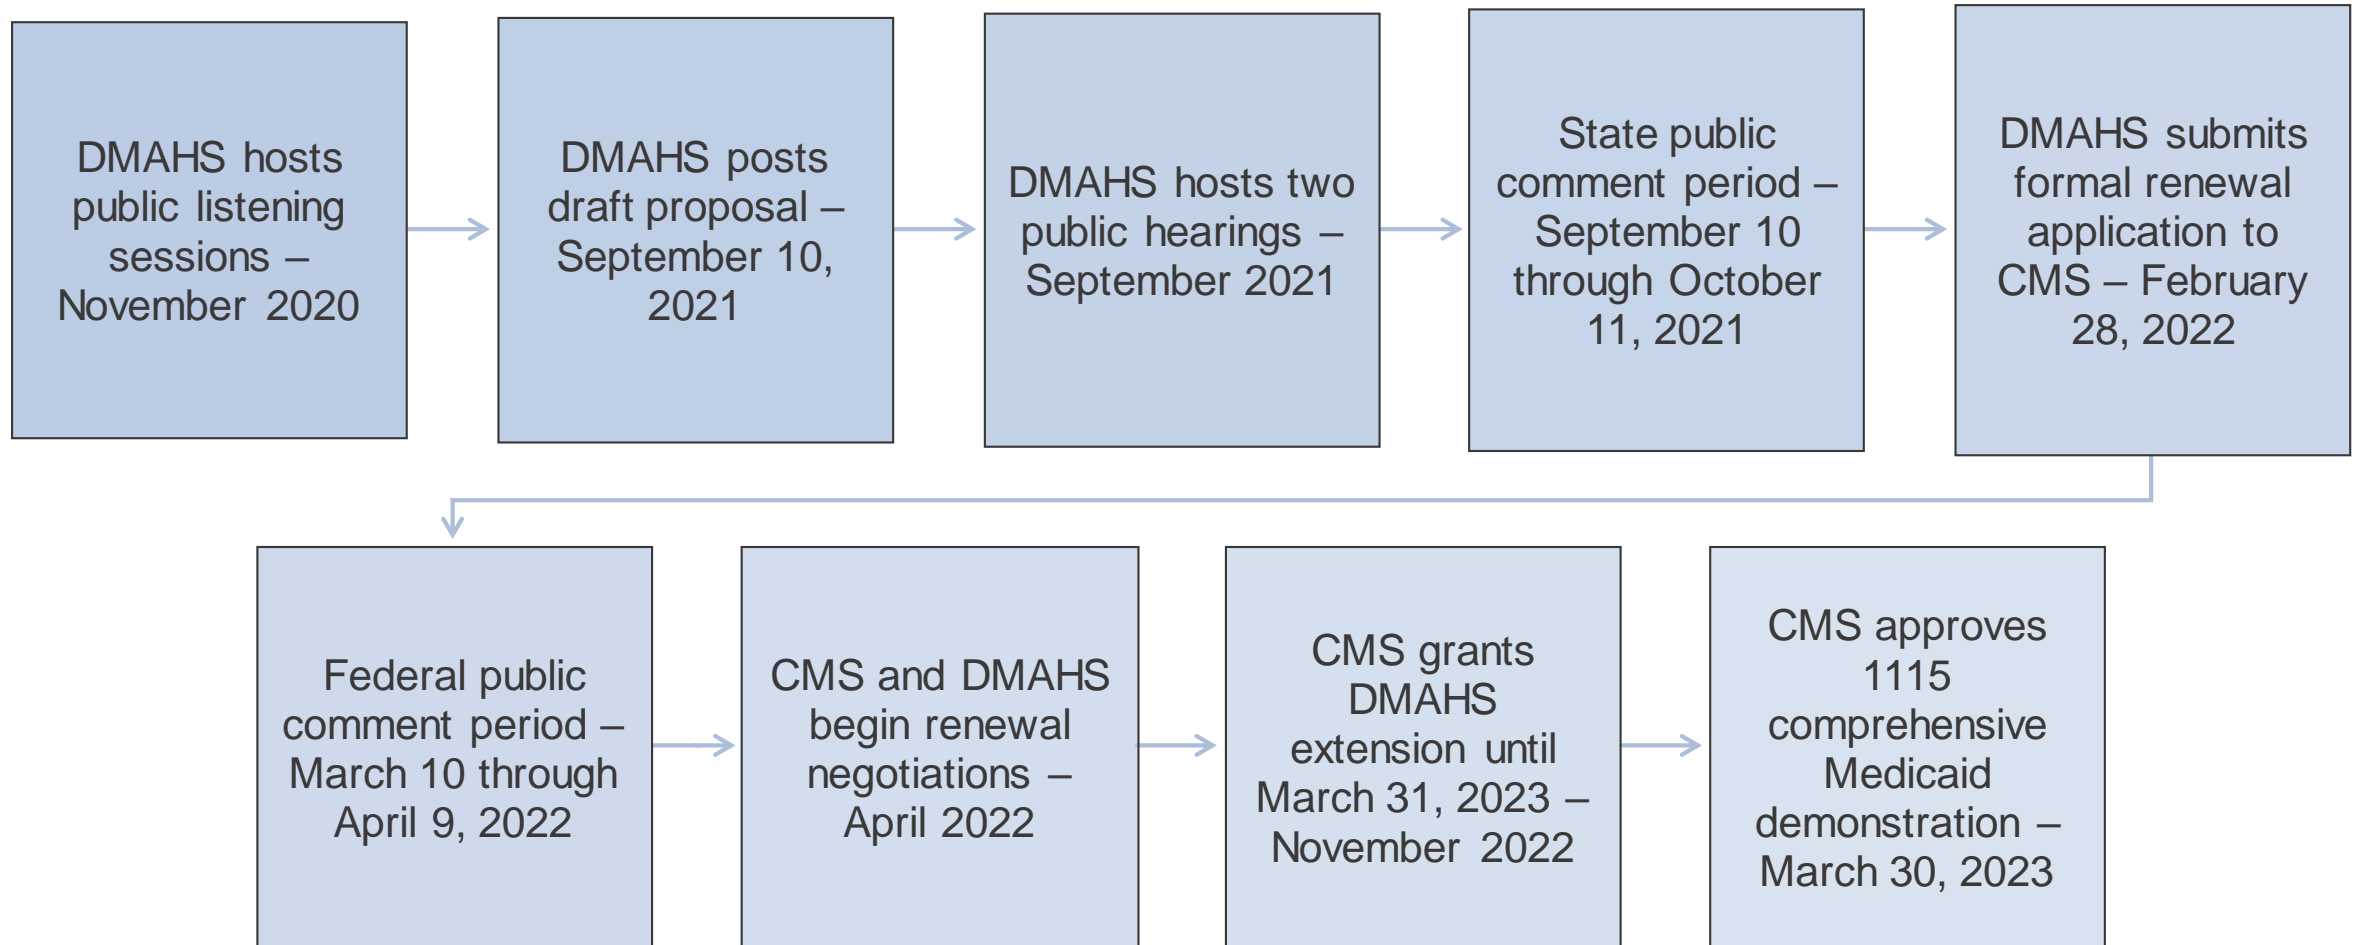 DMAHS hosts
public listening
sessions –
November 2020
DMAHS posts
draft proposal –
September 10,
2021
DMAHS hosts two
public hearings –
September 2021
State public
comment period –
September 10
through October
11, 2021
DMAHS submits
formal renewal
application to
CMS – February
28, 2022
Federal public
comment period –
March 10 through
April 9, 2022
CMS and DMAHS
begin renewal
negotiations –
April 2022
CMS grants
DMAHS
extension until
March 31, 2023 –
November 2022
CMS approves
1115
comprehensive
Medicaid
demonstration –
March 30, 2023